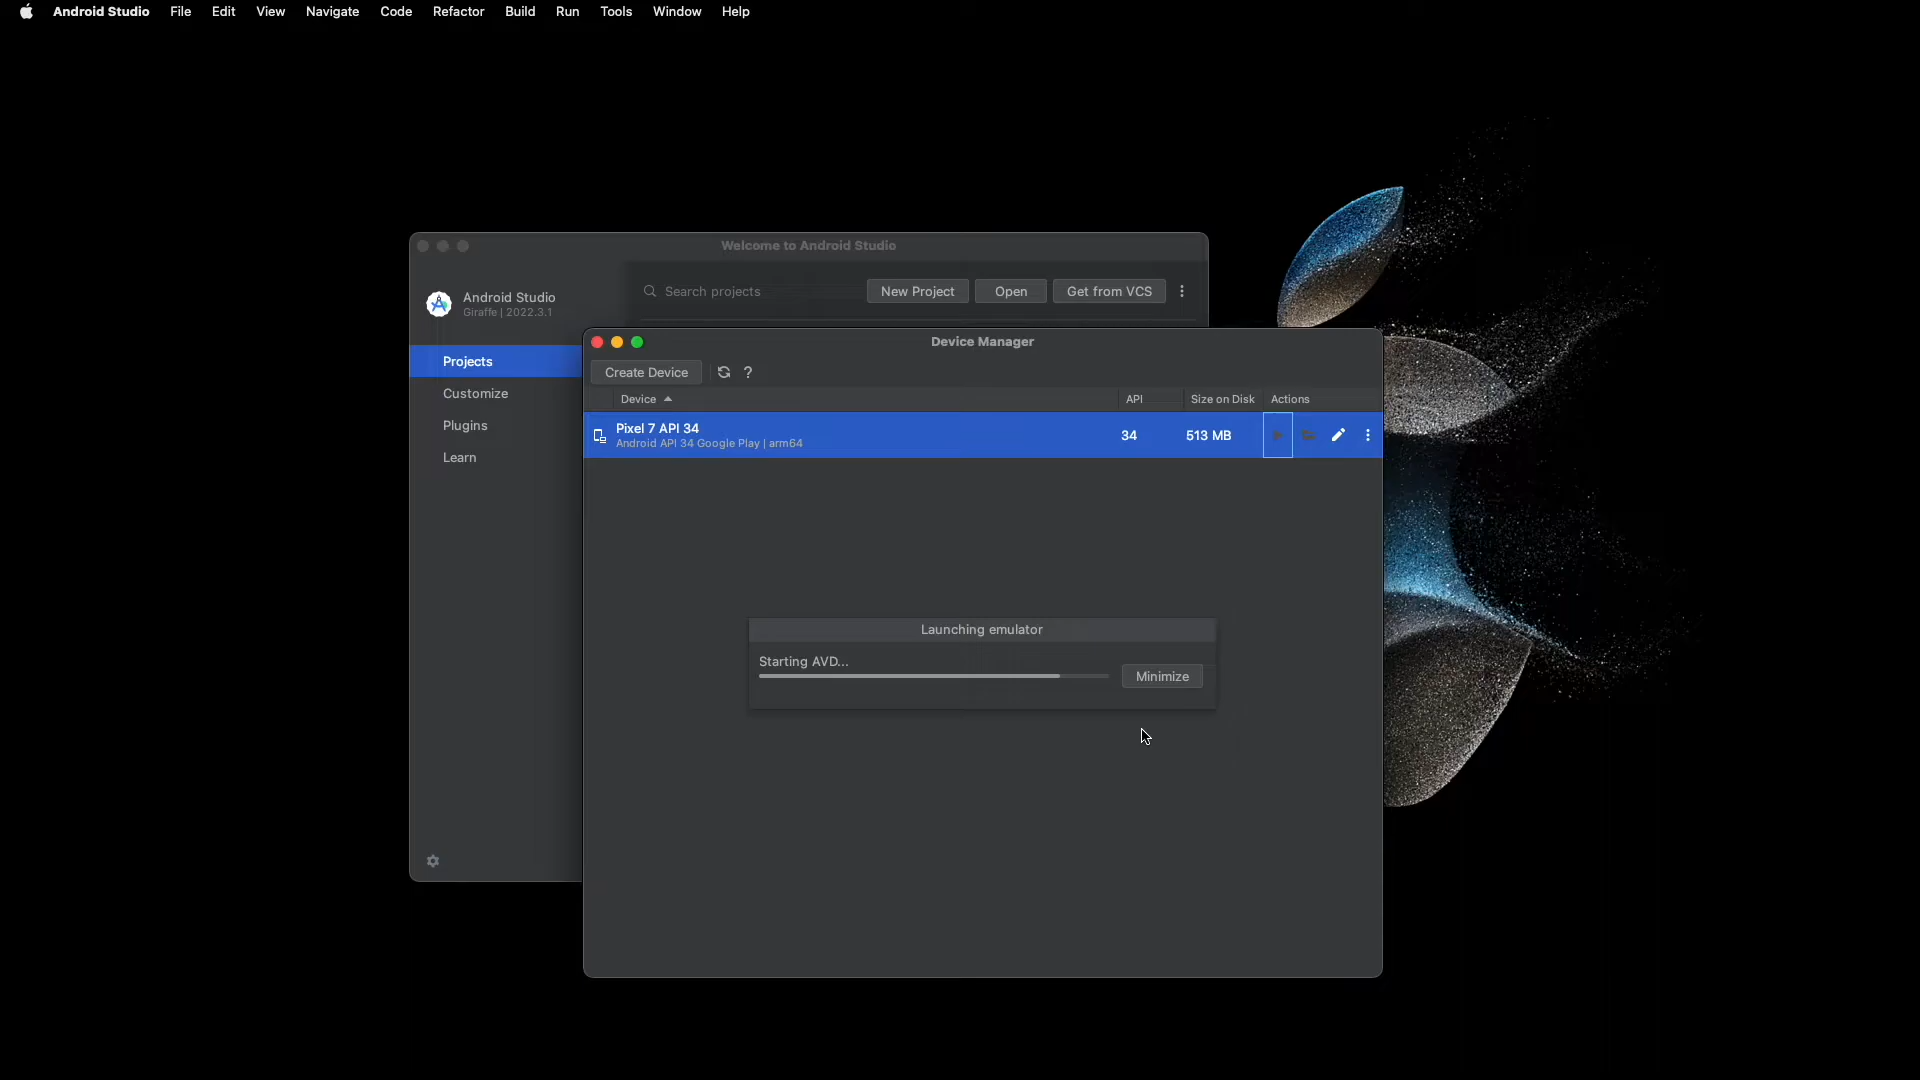 Android Studio File Edit View Navigate Code Refactor Build Run Tools Window Help
Welcome to Android Studio
Android Studio
Giraffe | 2022.3.1
Search projects
New Project
Open
Get from VCS
Projects
Customize
Plugins
Learn
Device Manager
Create Device ?
Device API Size on Disk Actions
Pixel 7 API 34
Android API 34 Google Play | arm64
34 513 MB
Launching emulator
Starting AVD...
Minimize